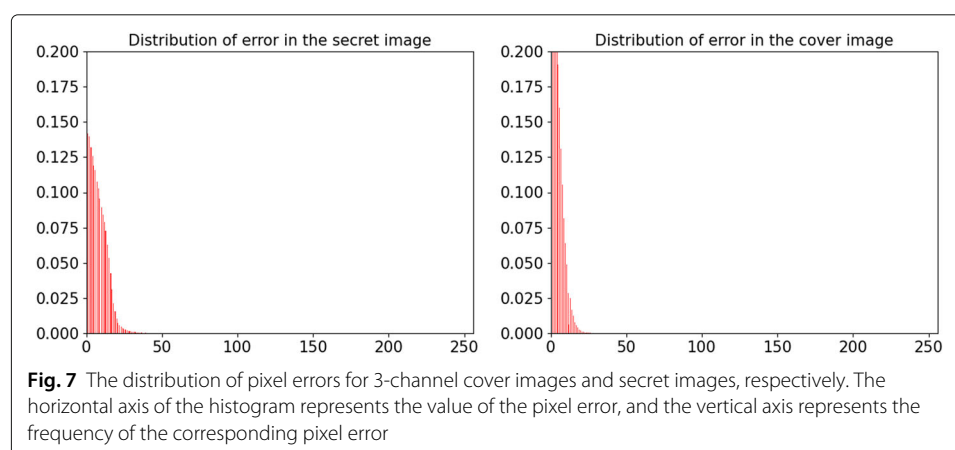 Distribution of error in the secret image
0.200
0.175
0.150
0.125
0.100
0.075
0.050
0.025
0.000
0 50 100 150 200 250
Distribution of error in the cover image
0.200
0.175
0.150
0.125
0.100
0.075
0.050
0.025
0.000
0 50 100 150 200 250
Fig. 7 The distribution of pixel errors for 3-channel cover images and secret images, respectively. The
horizontal axis of the histogram represents the value of the pixel error, and the vertical axis represents the
frequency of the corresponding pixel error